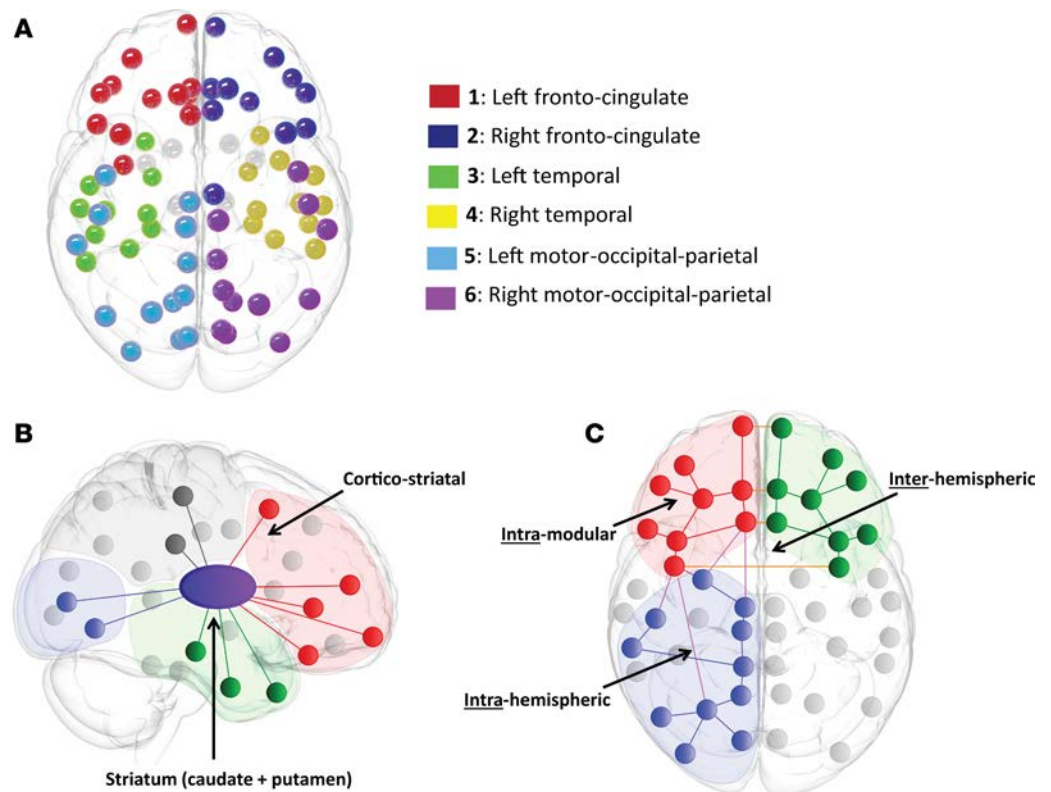 A
1: Left fronto-cingulate
2: Right fronto-cingulate
3: Left temporal
4: Right temporal
5: Left motor-occipital-parietal
6: Right motor-occipital-parietal
B
Cortico-striatal
Striatum (caudate + putamen)
C
Inter-hemispheric
Intra-modular
Intra-hemispheric